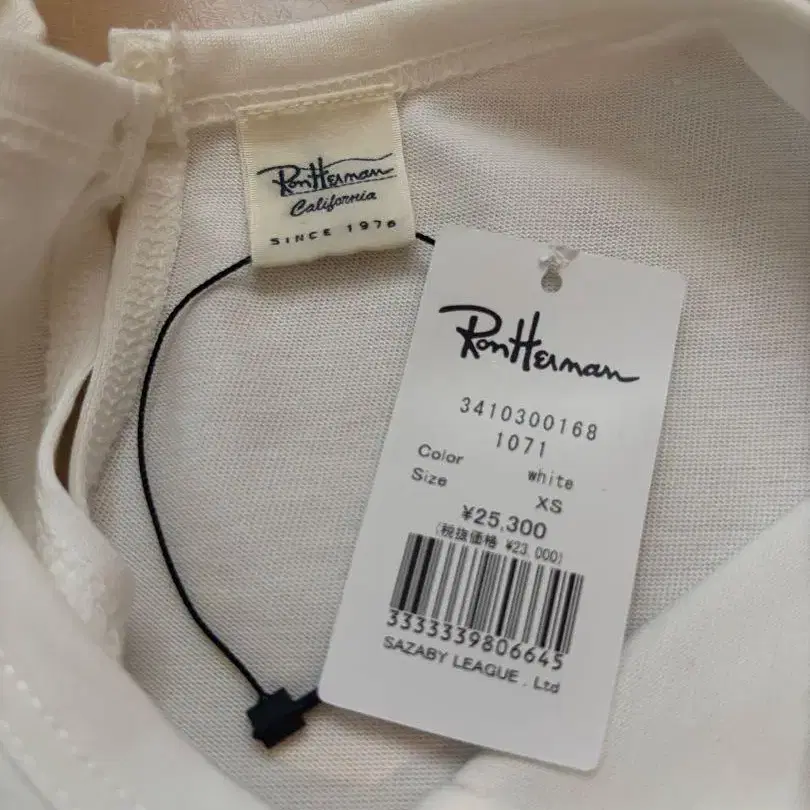 RonHerman
California
SINCE 1976
RonHerman
3410300168
1071
Color white
Size XS
¥25,300
(税抜価格 ¥23,000)
3333339806645
SAZABY LEAGUE . Ltd